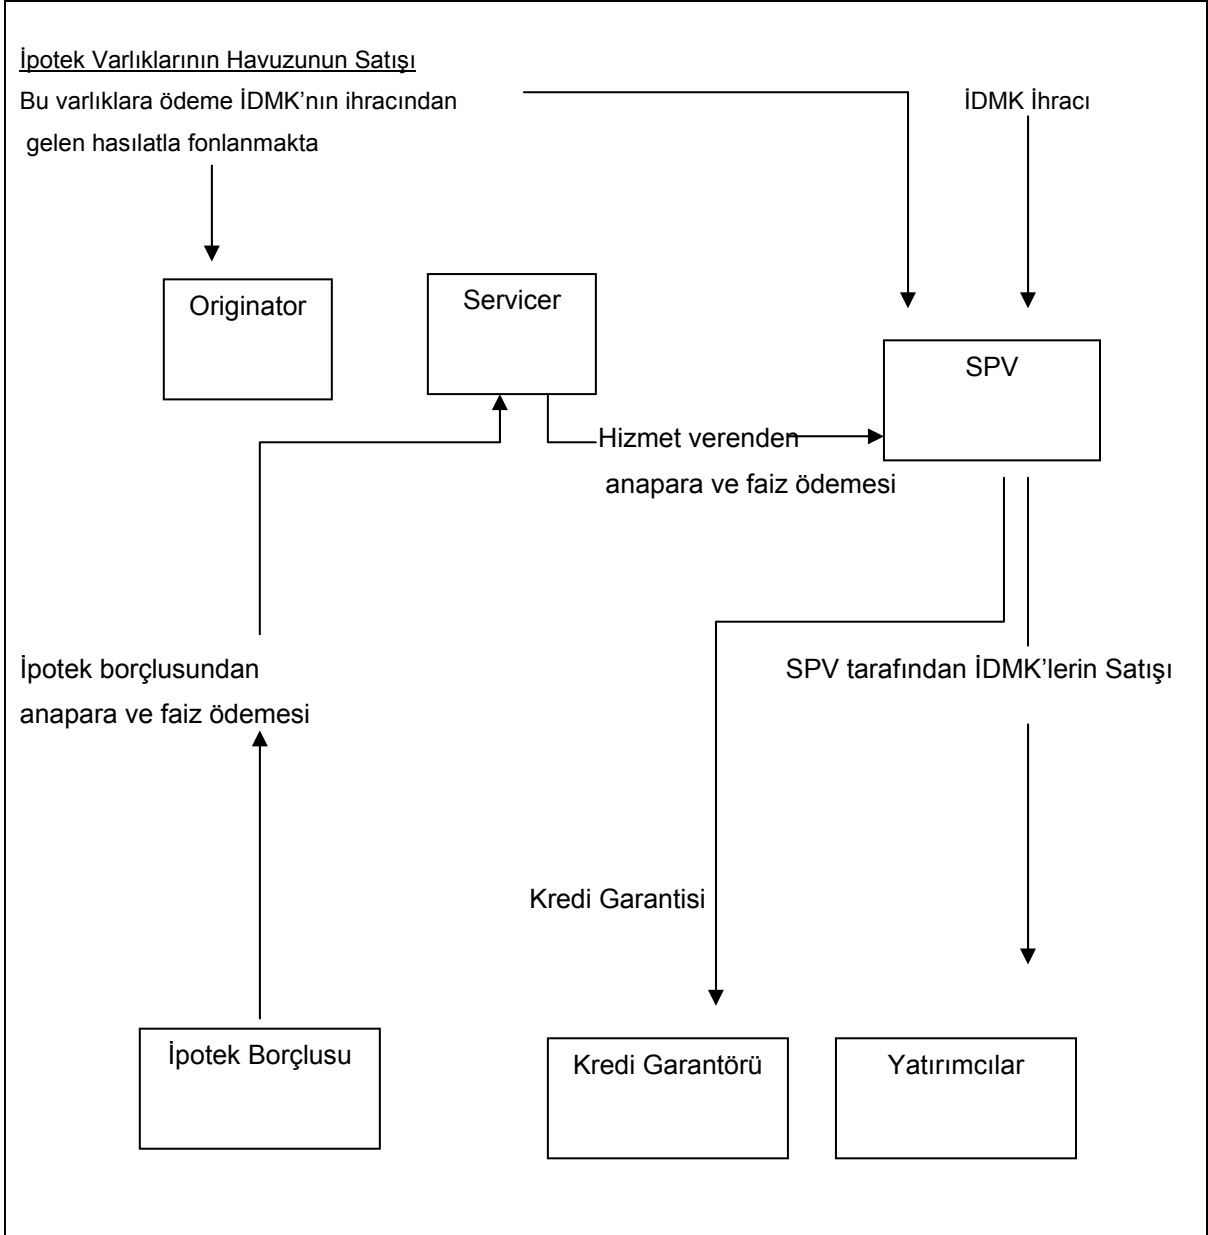 İpotek Varlıklarının Havuzunun Satışı
Bu varlıklara ödeme İDMK’nın ihracından
gelen hasılatla fonlanmakta
İDMK İhracı
Originator
Servicer
SPV
Hizmet verenden
anapara ve faiz ödemesi
İpotek borçlusundan
anapara ve faiz ödemesi
SPV tarafından İDMK’lerin Satışı
Kredi Garantisi
İpotek Borçlusu
Kredi Garantörü
Yatırımcılar